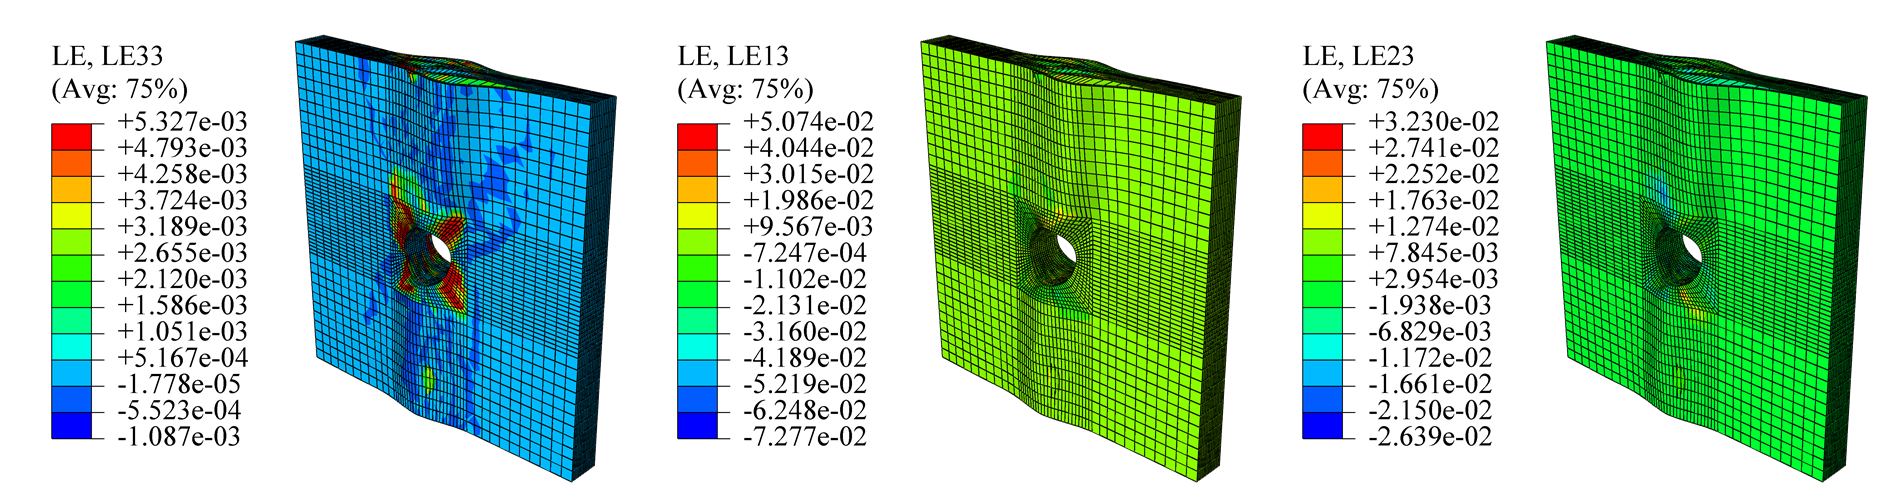 LE, LE33
(Avg: 75%)
+5.327e-03
+4.793e-03
+4.258e-03
+3.724e-03
+3.189e-03
+2.655e-03
+2.120e-03
+1.586e-03
+1.051e-03
+5.167e-04
-1.778e-05
-5.523e-04
-1.087e-03
LE, LE13
(Avg: 75%)
+5.074e-02
+4.044e-02
+3.015e-02
+1.986e-02
+9.567e-03
-7.247e-04
-1.102e-02
-2.131e-02
-3.160e-02
-4.189e-02
-5.219e-02
-6.248e-02
-7.277e-02
LE, LE23
(Avg: 75%)
+3.230e-02
+2.741e-02
+2.252e-02
+1.763e-02
+1.274e-02
+7.845e-03
+2.954e-03
-1.938e-03
-6.829e-03
-1.172e-02
-1.661e-02
-2.150e-02
-2.639e-02